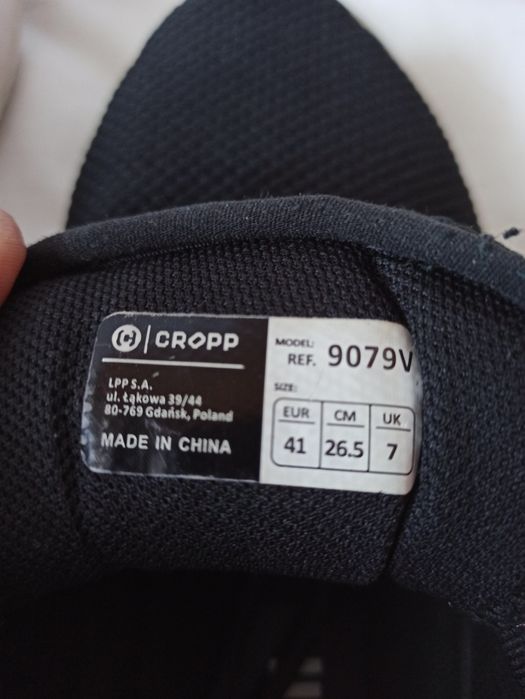 © | CROPP
LPP S.A.
ul. Łąkowa 39/44
80-769 Gdańsk, Poland
MADE IN CHINA
MODEL:
REF. 9079V
SIZE:
EUR CM UK
41 26.5 7